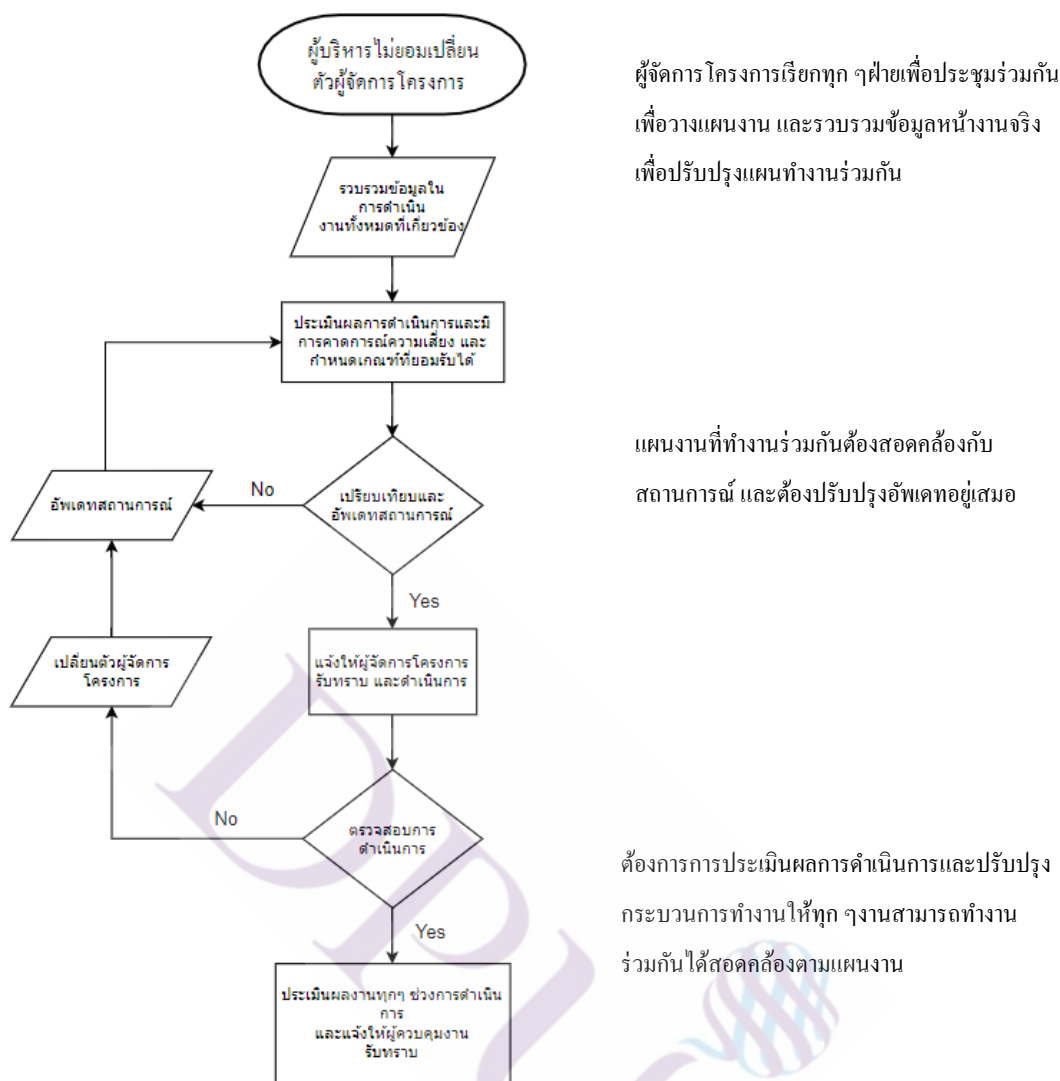 ผู้บริหารไม่ยอมเปลี่ยน
ตัวผู้จัดการโครงการ
ผู้จัดการโครงการเรียกทุก ๆฝ่ายเพื่อประชุมร่วมกัน
เพื่อวางแผนงาน และรวบรวมข้อมูลหน้างานจริง
เพื่อปรับปรุงแผนทำงานร่วมกัน
รวบรวมข้อมูลใน
การดำเนิน
งานทั้งหมดที่เกี่ยวข้อง
ประเมินผลการดำเนินการและมี
การคาดการณ์ความเสี่ยง และ
กำหนดเกณฑ์ที่ยอมรับได้
แผนงานที่ทำงานร่วมกันต้องสอดคล้องกับ
สถานการณ์ และต้องปรับปรุงอัพเดทอยู่เสมอ
อัพเดทสถานการณ์
No
เปรียบเทียบและ
อัพเดทสถานการณ์
Yes
เปลี่ยนตัวผู้จัดการ
โครงการ
แจ้งให้ผู้จัดการโครงการ
รับทราบ และดำเนินการ
No
ตรวจสอบการ
ดำเนินการ
Yes
ต้องการการประเมินผลการดำเนินการและปรับปรุง
กระบวนการทำงานให้ทุก ๆงานสามารถทำงาน
ร่วมกันได้สอดคล้องตามแผนงาน
ประเมินผลงานทุกๆ ช่วงการดำเนิน
การ
และแจ้งให้ผู้ควบคุมงาน
รับทราบ
DPU